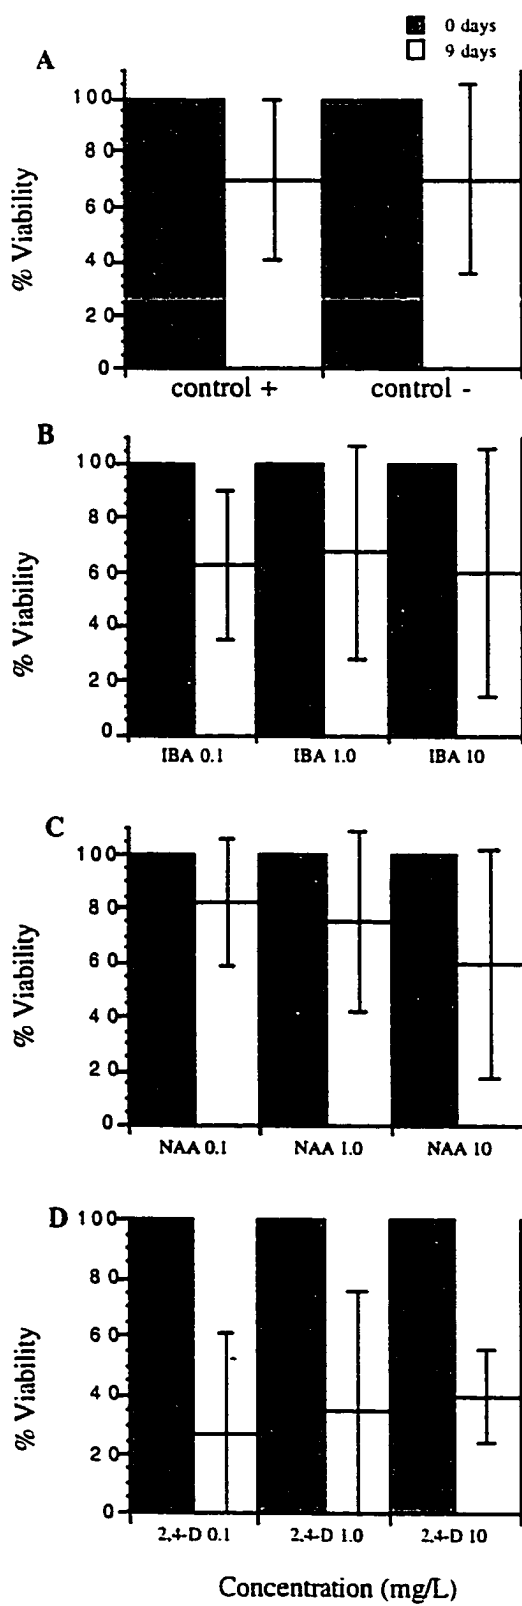 0 days
9 days
A
100
80
60
40
20
0
% Viability
control + control -
B
100
80
60
40
20
0
% Viability
IBA 0.1 IBA 1.0 IBA 10
C
100
80
60
40
20
0
% Viability
NAA 0.1 NAA 1.0 NAA 10
D
100
80
60
40
20
0
% Viability
2,4-D 0.1 2,4-D 1.0 2,4-D 10
Concentration (mg/L)